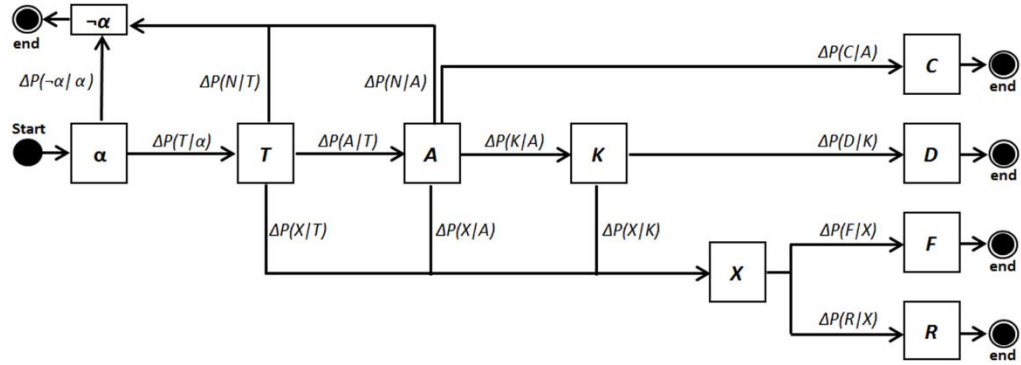 ¬α
end
ΔP(¬α| α)
ΔP(N|T)
ΔP(N|A)
ΔP(C|A)
C
end
Start
α
ΔP(T|α)
T
ΔP(A|T)
A
ΔP(K|A)
K
ΔP(D|K)
D
end
ΔP(X|T)
ΔP(X|A)
ΔP(X|K)
X
ΔP(F|X)
F
end
ΔP(R|X)
R
end